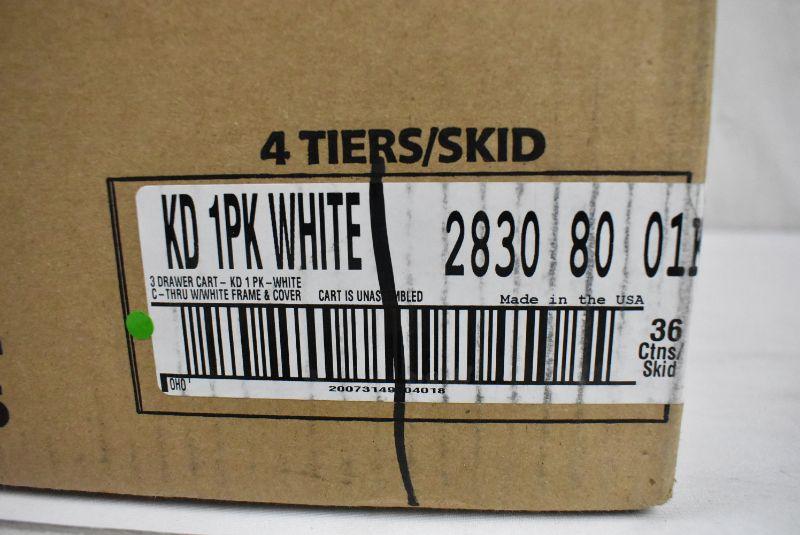 4 TIERS/SKID
KD 1PK WHITE 2830 80 01
3 DRAWER CART - KD 1 PK -WHITE
C-THRU W/WHITE FRAME & COVER CART IS
Made in the USA
36
Ctns/
Skid
OHO